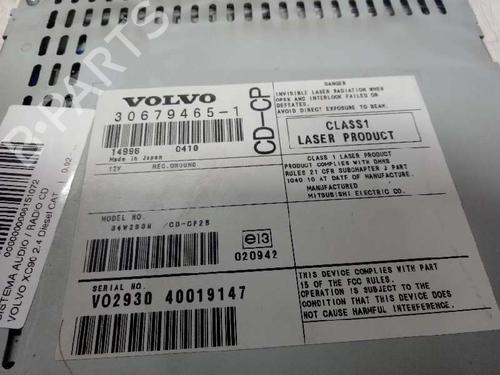 VOLVO
30679465-1
14996 0410
Made in Japan
12V NEG.GROUND
CD-CP
DANGER
INVISIBLE LASER RADIATION WHEN
OPEN AND INTERLOCK FAILED OR
DEFEATED.
AVOID DIRECT EXPOSURE TO BEAM.
CLASS1
LASER PRODUCT
CLASS 1 LASER PRODUCT
PRODUCT COMPLIES WITH DHHS
RULES 21 CFR SUBCHAPTER J PART
1040 10 AT DATE OF MANUFACTURE.
MANUFACTURED
MITSUBISHI ELECTRIC CO.
MODEL NO.
/CD-CP25
e13
020942
SERIAL NO.
VO2930 40019147
THIS DEVICE COMPLIES WITH PART
15 OF THE FCC RULES.
OPERATION IS SUBJECT TO THE
CONDITION THAT THIS DEVICE DOES
NOT CAUSE HARMFUL INTERFERENCE.
SISTEMA AUDIO / RADIO CD
VOLVO XC90 2.4 Diesel CAT
B-PARTS